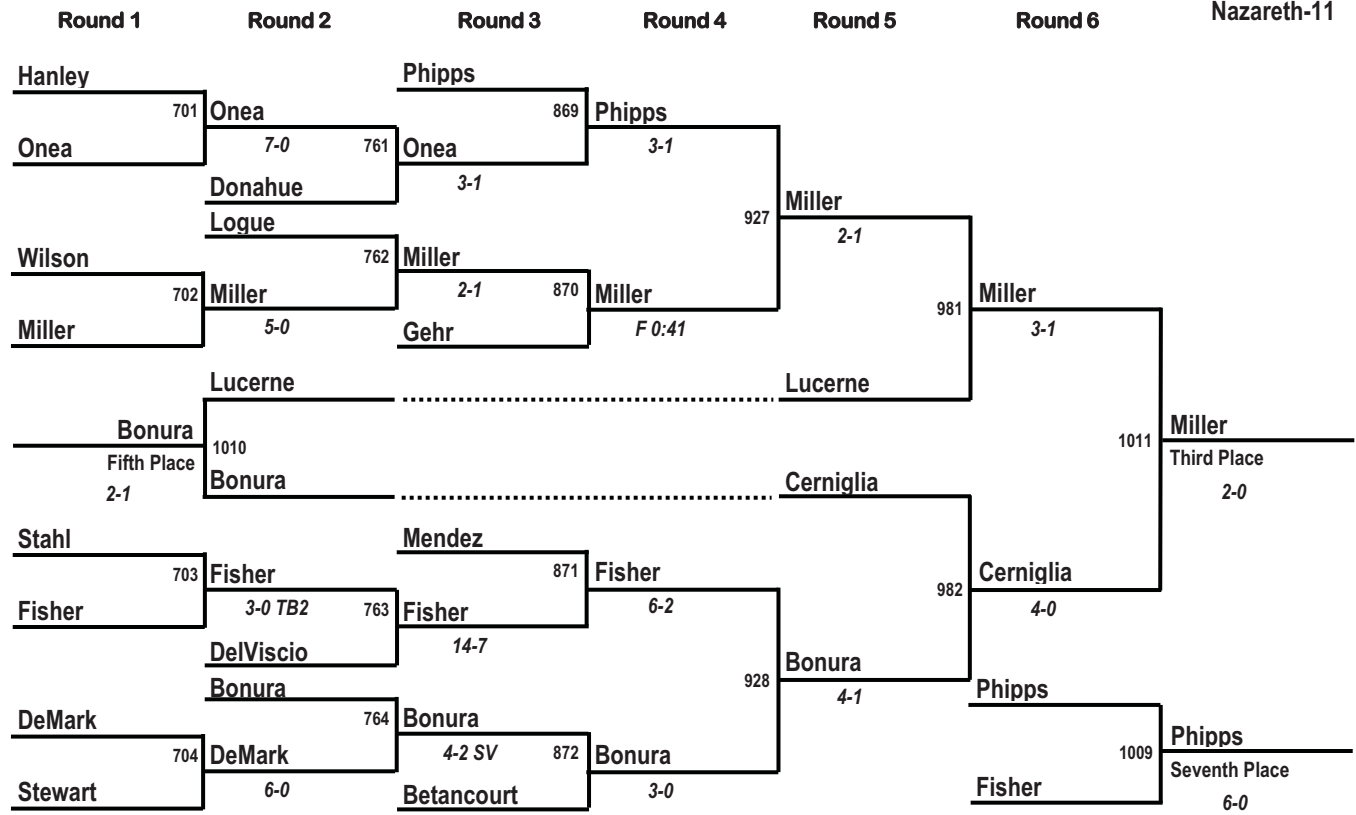 Nazareth-11
Round 1 Round 2 Round 3 Round 4 Round 5 Round 6
Hanley
Phipps
701 Onea
869 Phipps
Onea
7-0
761 Onea
3-1
3-1
Donahue
Miller
Logue
927
2-1
Wilson
762 Miller
702 Miller
2-1
870 Miller
981 Miller
Miller
5-0
Gehr
F 0:41
3-1
Lucerne
Lucerne
Bonura
1010
1011 Miller
Fifth Place
Third Place
2-1
Bonura
Cerniglia
2-0
Stahl
Mendez
703 Fisher
871 Fisher
982 Cerniglia
Fisher
3-0 TB2
763 Fisher
6-2
4-0
14-7
DelViscio
Bonura
Bonura
928
4-1
Phipps
DeMark
764 Bonura
704 DeMark
4-2 SV
872 Bonura
1009 Phipps
Seventh Place
Stewart
6-0
Betancourt
3-0
Fisher
6-0